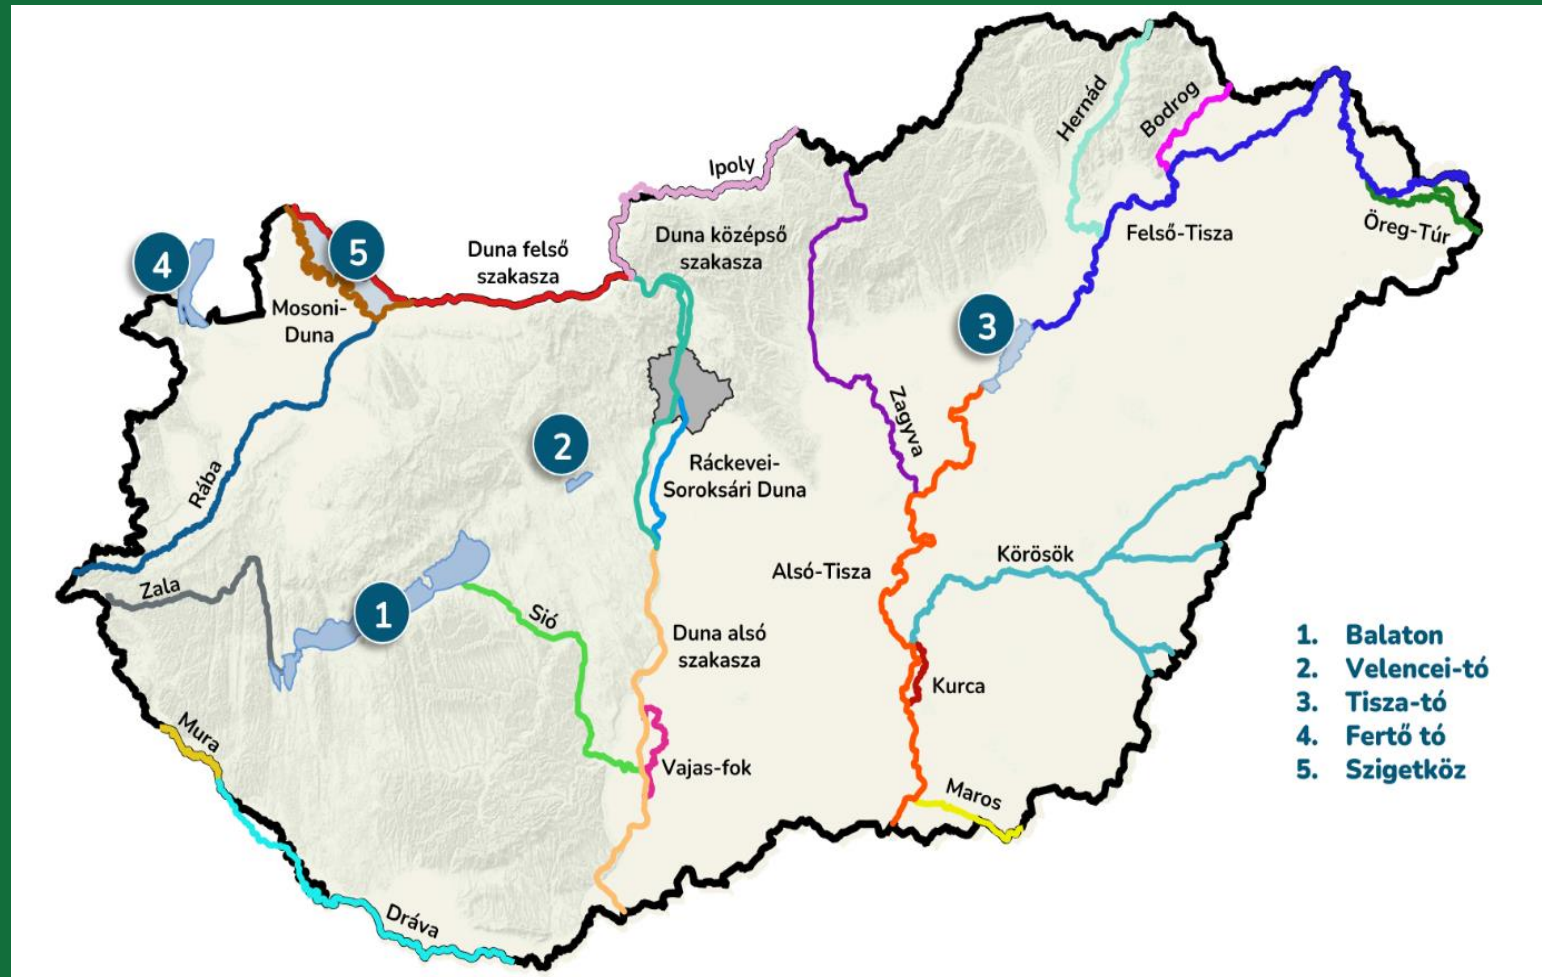 Hernád
Bodrog
Ipoly
Duna középső
szakasza
Felső-Tisza
Öreg-Túr
4
5
Duna felső
szakasza
Mosoni-
Duna
3
Zagyva
2
Rába
Ráckevei-
Soroksári Duna
Zala
1
Sió
Alsó-Tisza
Körösök
Duna alsó
szakasza
Kurca
Mura
Vajas-fok
Maros
Dráva
1. Balaton
2. Velencei-tó
3. Tisza-tó
4. Fertő tó
5. Szigetköz